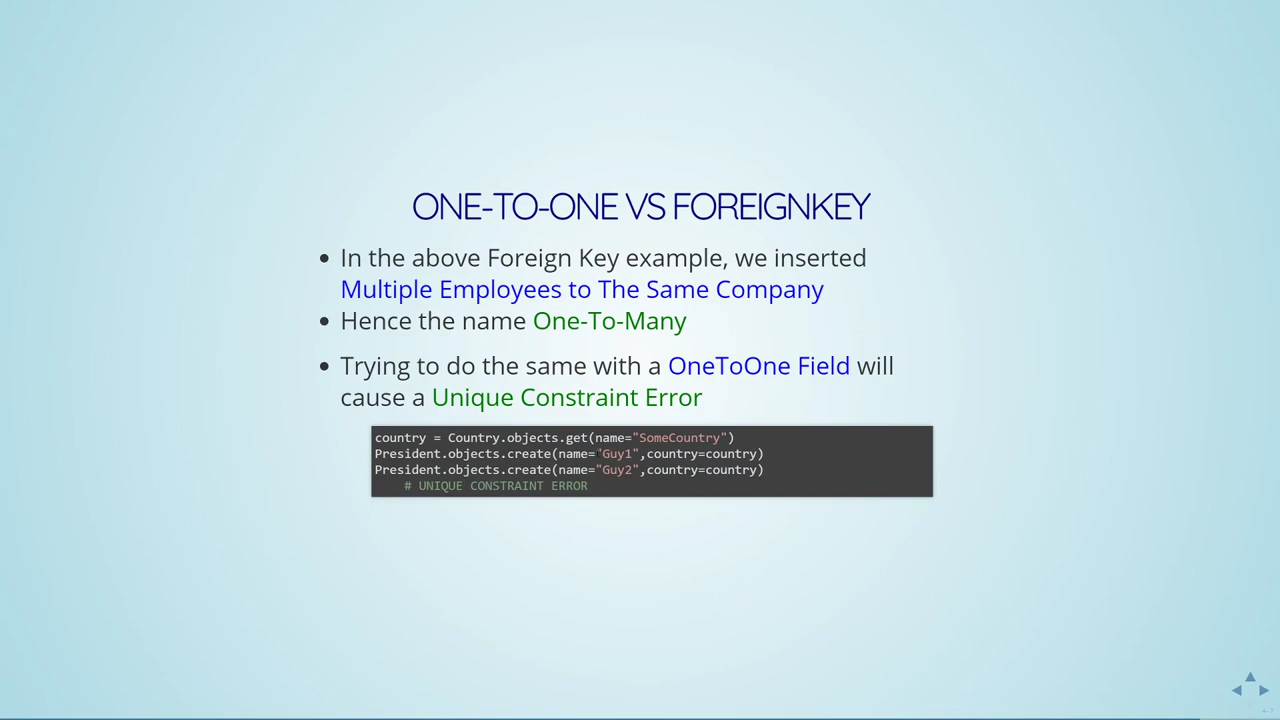 ONE-TO-ONE VS FOREIGNKEY
In the above Foreign Key example, we inserted
Multiple Employees to The Same Company
Hence the name One-To-Many
Trying to do the same with a OneToOne Field will
cause a Unique Constraint Error
country = Country.objects.get(name="SomeCountry")
President.objects.create(name="Guy1",country=country)
President.objects.create(name="Guy2",country=country)
# UNIQUE CONSTRAINT ERROR